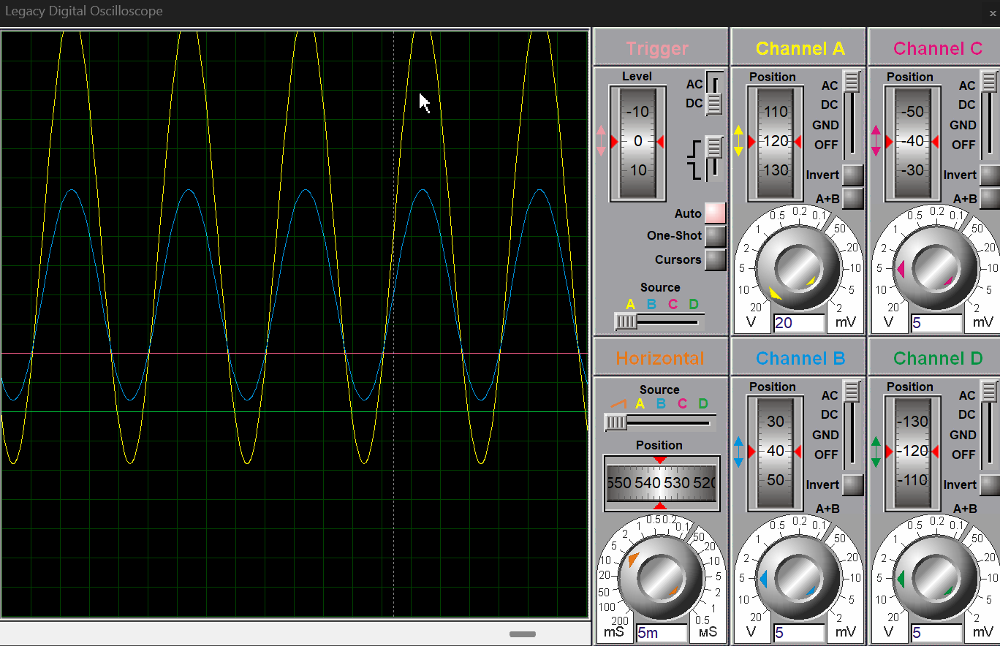 Legacy Digital Oscilloscope
x
Trigger
Level
AC
DC
-10
0
10
Auto
One-Shot
Cursors
Source
A B C D
Channel A
Position
AC
DC
GND
OFF
110
120
130
Invert
A+B
20 10 5 2 1 0.5 0.2 0.1 50 20 10 5 2
V mV
20
Channel C
Position
AC
DC
GND
OFF
-50
-40
-30
Invert
A+B
20 10 5 2 1 0.5 0.2 0.1 50 20 10 5 2
V mV
5
Horizontal
Source
A B C D
Position
550 540 530 520
200 100 50 20 10 5 2 1 0.5 0.2 0.1 50 20 10 5 2 1 0.5
mS мS
5m
Channel B
Position
AC
DC
GND
OFF
30
40
50
Invert
A+B
20 10 5 2 1 0.5 0.2 0.1 50 20 10 5 2
V mV
5
Channel D
Position
AC
DC
GND
OFF
-130
-120
-110
Invert
A+B
20 10 5 2 1 0.5 0.2 0.1 50 20 10 5 2
V mV
5